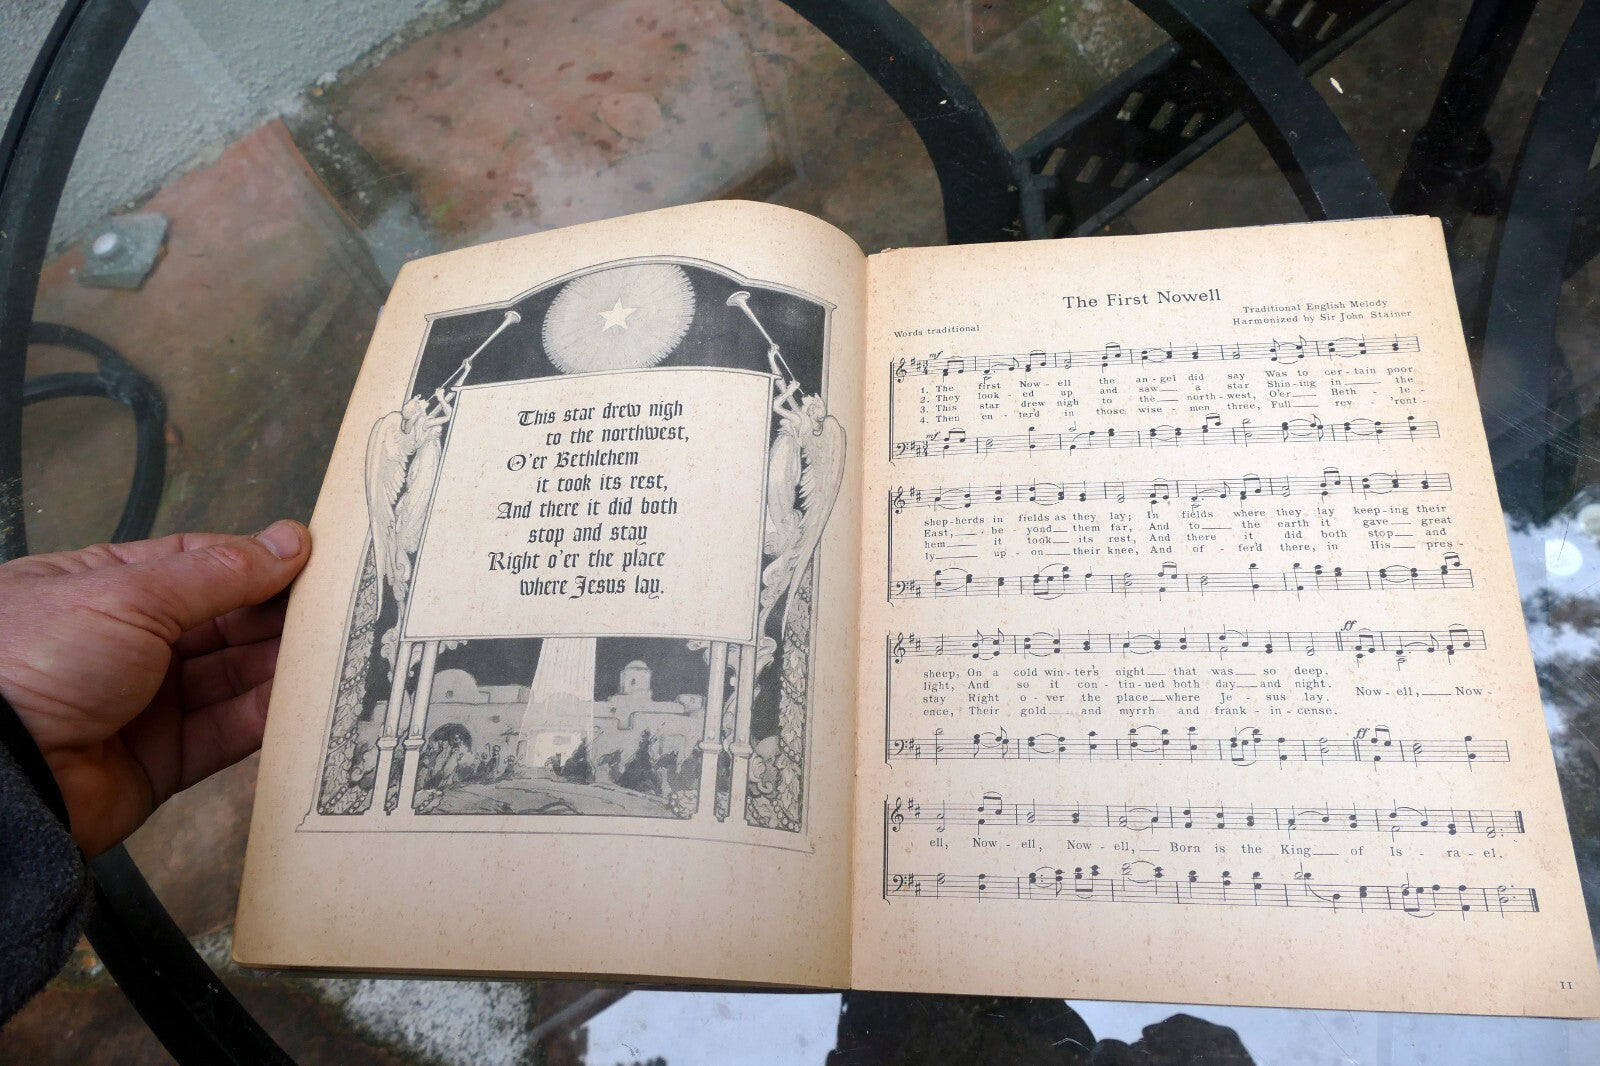 This star drew nigh
to the northwest,
O'er Bethlehem
it took its rest,
And there it did both
stop and stay
Right o'er the place
where Jesus lay.
The First Nowell
Words traditional
Traditional English Melody
Harmonized by Sir John Stainer
mf
1. The first Now - ell the an - gel did say Was to cer - tain poor
2. They look - ed up and saw a star Shin - ing in the
3. This star drew nigh to the north - west, O'er Beth - le -
4. Then en - ter'd in those wise - men three, Full rev - 'rent -
mf
shep-herds in fields as they lay; In fields where they lay keep-ing their
East, be - yond them far, And to the earth it gave great
hem it took its rest, And there it did both stop and
ly up - on their knee, And of - fer'd there, in His pres -
ff
sheep, On a cold win-ter's night that was so deep.
light, And so it con - tin-ued both day and night.
stay Right o - ver the place where Je - sus lay. Now - ell, Now -
ence, Their gold and myrrh and frank - in - cense.
ff
ell, Now - ell, Now - ell, Born is the King of Is - ra - el.
11